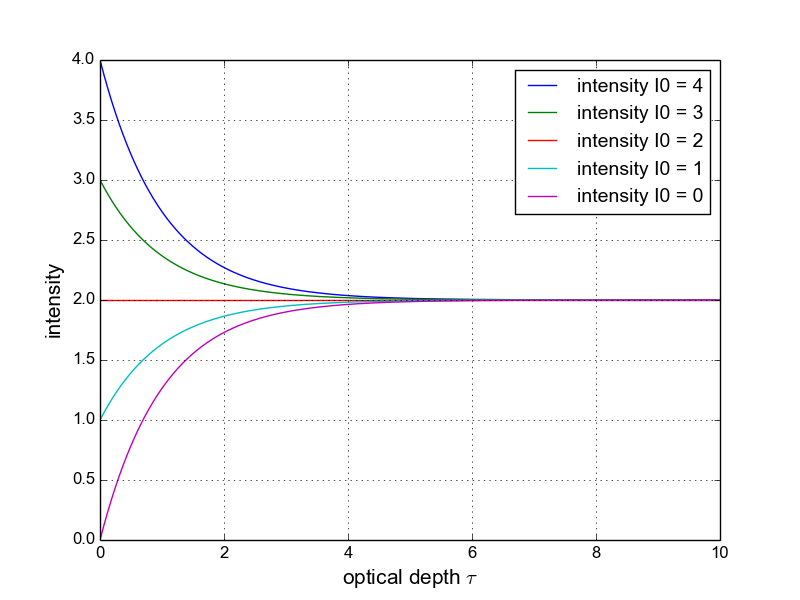 4.0
3.5
3.0
2.5
2.0
1.5
1.0
0.5
0.0
intensity
intensity I0 = 4
intensity I0 = 3
intensity I0 = 2
intensity I0 = 1
intensity I0 = 0
0 2 4 6 8 10
optical depth τ